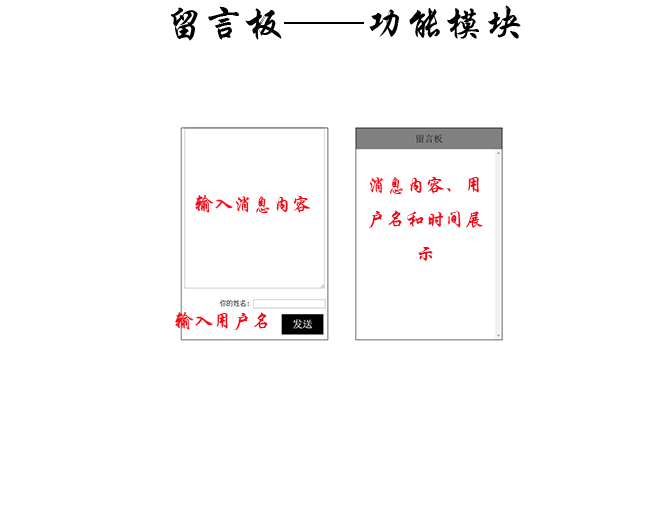 留言板——功能模块
输入消息内容
你的姓名:
输入用户名
发送
留言板
消息内容、用
户名和时间展
示